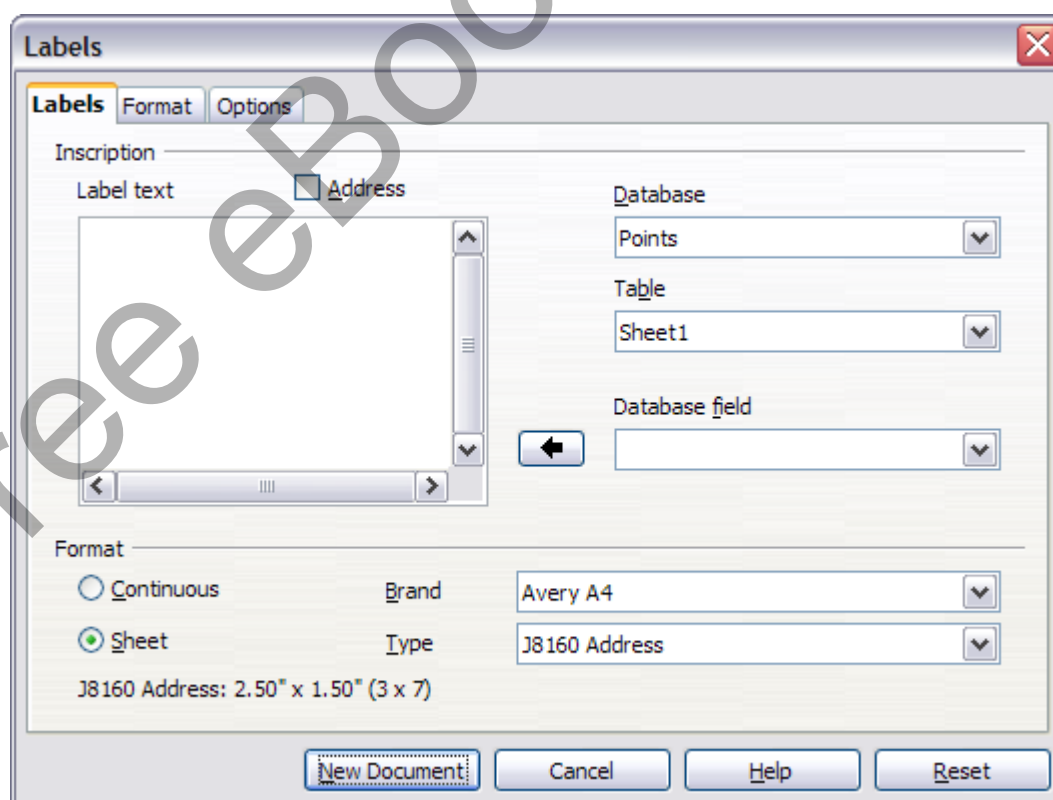 Labels
Labels Format Options
Inscription
Label text Address
Database
Points
Table
Sheet1
Database field
Format
Continuous Brand Avery A4
Sheet Type J8160 Address
J8160 Address: 2.50" x 1.50" (3 x 7)
New Document Cancel Help Reset